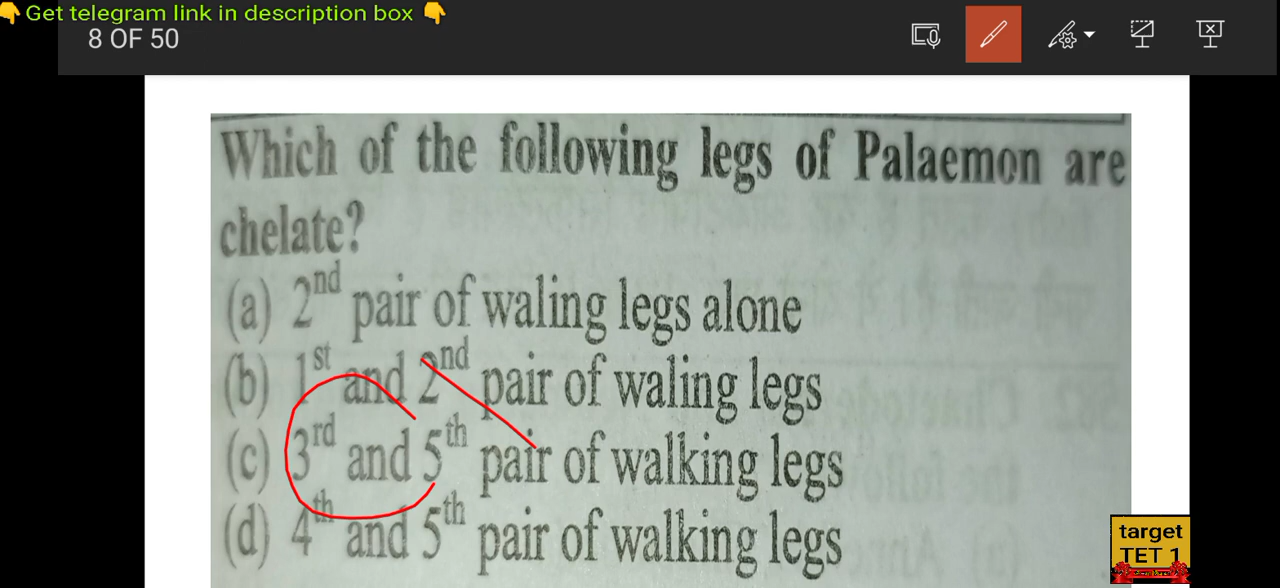 👇 Get telegram link in description box 👇
8 OF 50
Which of the following legs of Palaemon are
chelate?
(a) 2nd pair of waling legs alone
(b) 1st and 2nd pair of waling legs
(c) 3rd and 5th pair of walking legs
(d) 4th and 5th pair of walking legs
target
TET 1